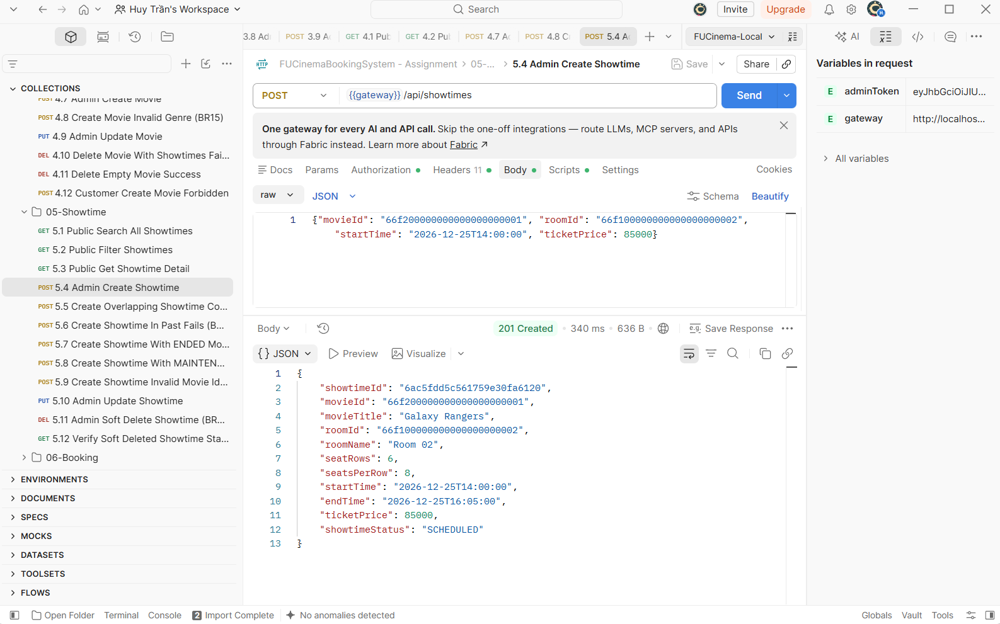 Huy Trần's Workspace
Search
Invite
Upgrade
3.8 Adr
POST 3.9 Ac
GET 4.1 Pub
GET 4.2 Pul
POST 4.7 Ac
POST 4.8 Cr
POST 5.4 Ac
FUCinema-Local
AI
FUCinemaBookingSystem - Assignment > 05-... > 5.4 Admin Create Showtime
Save
Share
Variables in request
COLLECTIONS
POST 4.7 Admin Create Movie
POST 4.8 Create Movie Invalid Genre (BR15)
PUT 4.9 Admin Update Movie
DEL 4.10 Delete Movie With Showtimes Fai...
DEL 4.11 Delete Empty Movie Success
POST 4.12 Customer Create Movie Forbidden
05-Showtime
GET 5.1 Public Search All Showtimes
GET 5.2 Public Filter Showtimes
GET 5.3 Public Get Showtime Detail
POST 5.4 Admin Create Showtime
POST 5.5 Create Overlapping Showtime Co...
POST 5.6 Create Showtime In Past Fails (B...
POST 5.7 Create Showtime With ENDED Mo...
POST 5.8 Create Showtime With MAINTEN...
POST 5.9 Create Showtime Invalid Movie Id...
PUT 5.10 Admin Update Showtime
DEL 5.11 Admin Soft Delete Showtime (BR...
GET 5.12 Verify Soft Deleted Showtime Sta...
06-Booking
ENVIRONMENTS
DOCUMENTS
SPECS
MOCKS
DATASETS
TOOLSETS
FLOWS
POST
{{gateway}} /api/showtimes
Send
One gateway for every AI and API call. Skip the one-off integrations — route LLMs, MCP servers, and APIs
through Fabric instead. Learn more about Fabric ↗
Docs
Params
Authorization
Headers 11
Body
Scripts
Settings
Cookies
raw
JSON
Schema
Beautify
1 {"movieId": "66f200000000000000000001", "roomId": "66f100000000000000000002",
"startTime": "2026-12-25T14:00:00", "ticketPrice": 85000}
Body
201 Created
340 ms
636 B
e.g. Save Response
{} JSON
Preview
Visualize
1 {
2 "showtimeId": "6ac5fdd5c561759e30fa6120",
3 "movieId": "66f200000000000000000001",
4 "movieTitle": "Galaxy Rangers",
5 "roomId": "66f100000000000000000002",
6 "roomName": "Room 02",
7 "seatRows": 6,
8 "seatsPerRow": 8,
9 "startTime": "2026-12-25T14:00:00",
10 "endTime": "2026-12-25T16:05:00",
11 "ticketPrice": 85000,
12 "showtimeStatus": "SCHEDULED"
13 }
E adminToken eyJhbGciOiJIU...
E gateway http://localhos...
All variables
Open Folder
Terminal
Console
2 Import Complete
No anomalies detected
Globals
Vault
Tools